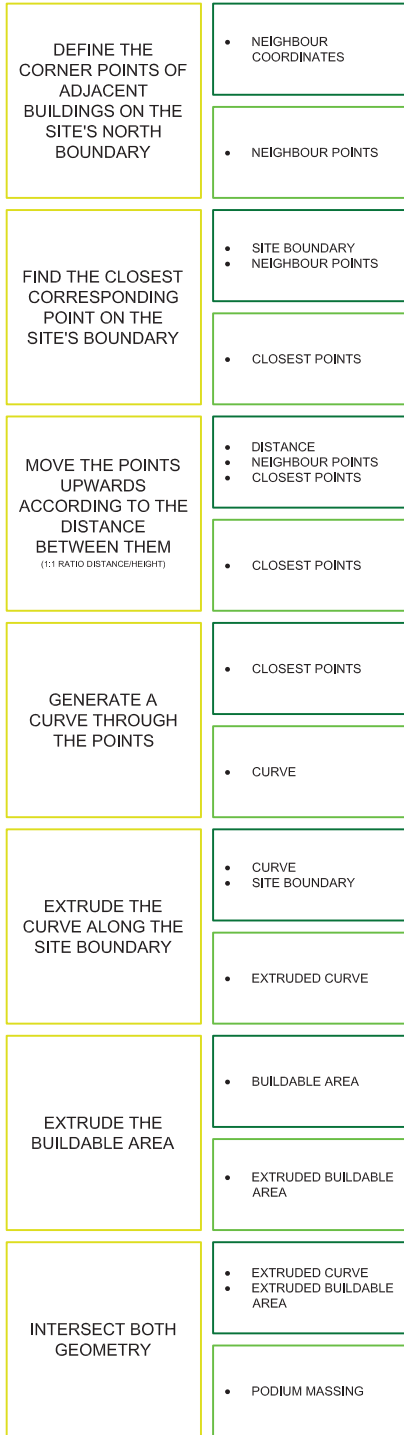 DEFINE THE
CORNER POINTS OF
ADJACENT
BUILDINGS ON THE
SITE'S NORTH
BOUNDARY
• NEIGHBOUR
COORDINATES
• NEIGHBOUR POINTS
FIND THE CLOSEST
CORRESPONDING
POINT ON THE
SITE'S BOUNDARY
• SITE BOUNDARY
• NEIGHBOUR POINTS
• CLOSEST POINTS
MOVE THE POINTS
UPWARDS
ACCORDING TO THE
DISTANCE
BETWEEN THEM
(1:1 RATIO DISTANCE/HEIGHT)
• DISTANCE
• NEIGHBOUR POINTS
• CLOSEST POINTS
• CLOSEST POINTS
GENERATE A
CURVE THROUGH
THE POINTS
• CLOSEST POINTS
• CURVE
EXTRUDE THE
CURVE ALONG THE
SITE BOUNDARY
• CURVE
• SITE BOUNDARY
• EXTRUDED CURVE
EXTRUDE THE
BUILDABLE AREA
• BUILDABLE AREA
• EXTRUDED BUILDABLE
AREA
INTERSECT BOTH
GEOMETRY
• EXTRUDED CURVE
• EXTRUDED BUILDABLE
AREA
• PODIUM MASSING